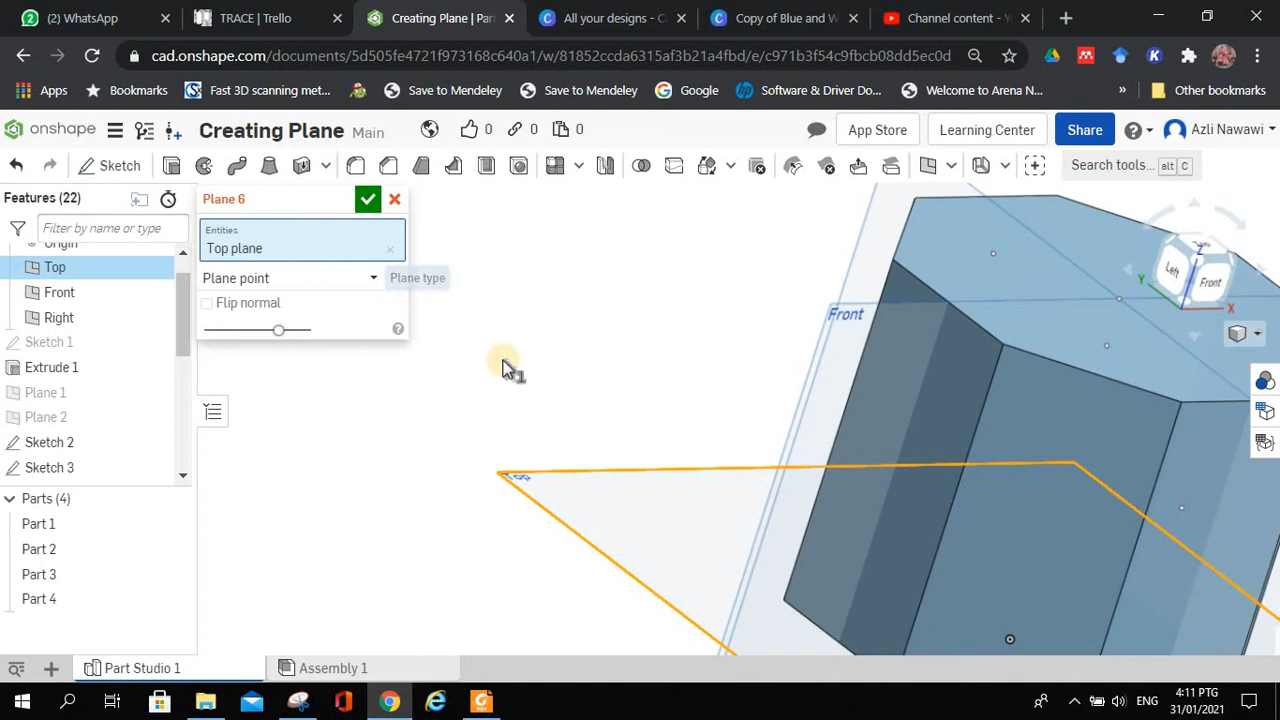 (2) WhatsApp
TRACE | Trello
Creating Plane | Part
All your designs - C
Copy of Blue and W
Channel content - Y
cad.onshape.com/documents/5d505fe4721f973168c640a1/w/81852ccda6315af3b21a4fbd/e/c971b3f54c9fbcb08dd5ec0d
Apps
Bookmarks
Fast 3D scanning met...
Save to Mendeley
Save to Mendeley
Google
Software & Driver Do...
Welcome to Arena N...
»
Other bookmarks
onshape
Creating Plane Main
0
0
0
App Store
Learning Center
Share
Azli Nawawi
Sketch
Search tools... alt C
Features (22)
Filter by name or type
Origin
Top
Front
Right
Sketch 1
Extrude 1
Plane 1
Plane 2
Sketch 2
Sketch 3
Parts (4)
Part 1
Part 2
Part 3
Part 4
Plane 6
Entities
Top plane
Plane point
Plane type
Flip normal
Front
Top
Z
Left
Front
Y
X
1
Part Studio 1
Assembly 1
PTG
4:11 PTG
31/01/2021